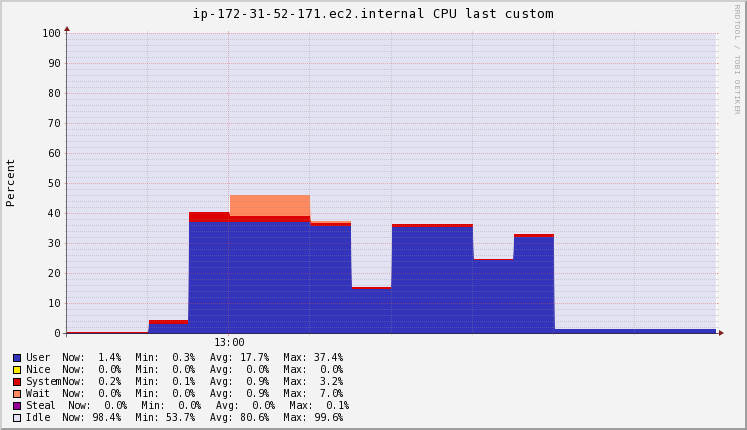 ip-172-31-52-171.ec2.internal CPU last custom
RRDTOOL / TOBI OETIKER
Percent
100
90
80
70
60
50
40
30
20
10
0
13:00
User Now: 1.4% Min: 0.3% Avg: 17.7% Max: 37.4%
Nice Now: 0.0% Min: 0.0% Avg: 0.0% Max: 0.0%
System Now: 0.2% Min: 0.1% Avg: 0.9% Max: 3.2%
Wait Now: 0.0% Min: 0.0% Avg: 0.9% Max: 7.0%
Steal Now: 0.0% Min: 0.0% Avg: 0.0% Max: 0.1%
Idle Now: 98.4% Min: 53.7% Avg: 80.6% Max: 99.6%